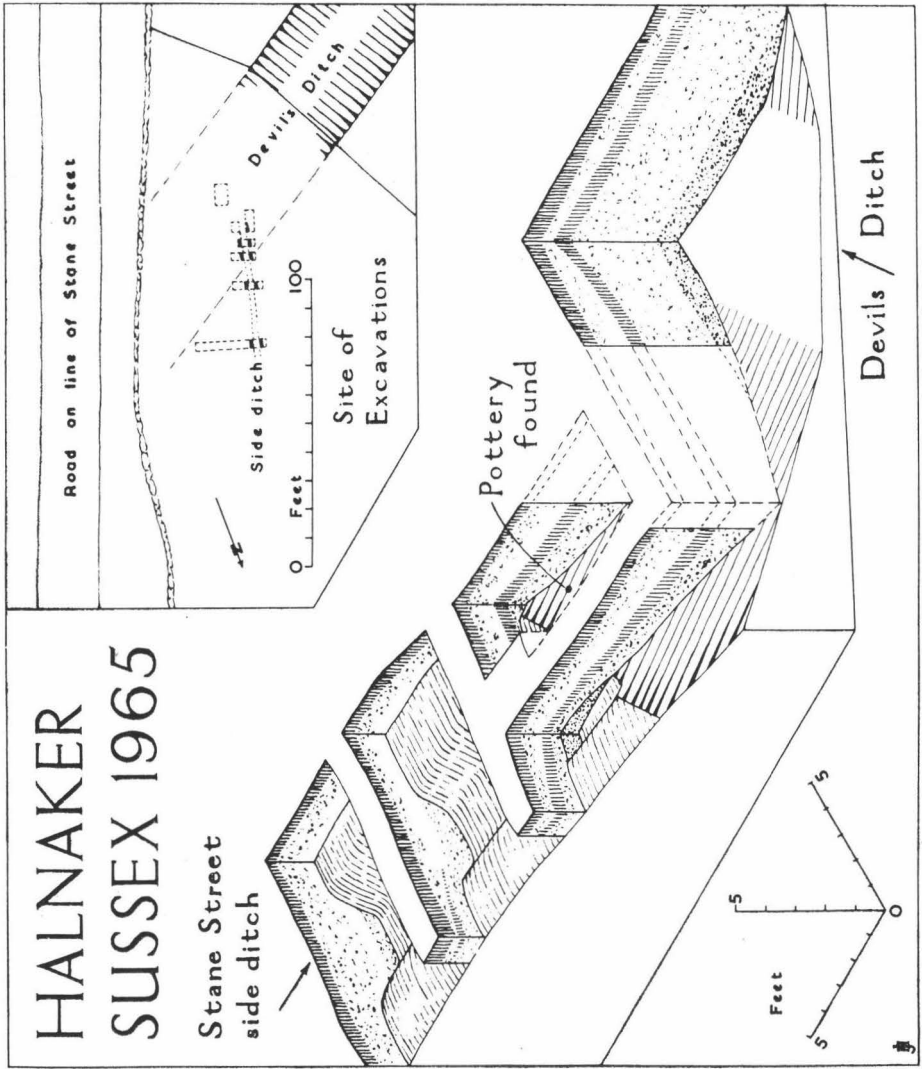 HALNAKER
SUSSEX 1965
Stane Street
side ditch
Road on line of Stane Street
Devils Ditch
Side ditch
N
Feet
0
100
Site of
Excavations
Pottery
found
Devils Ditch
Feet
5
5
0
5